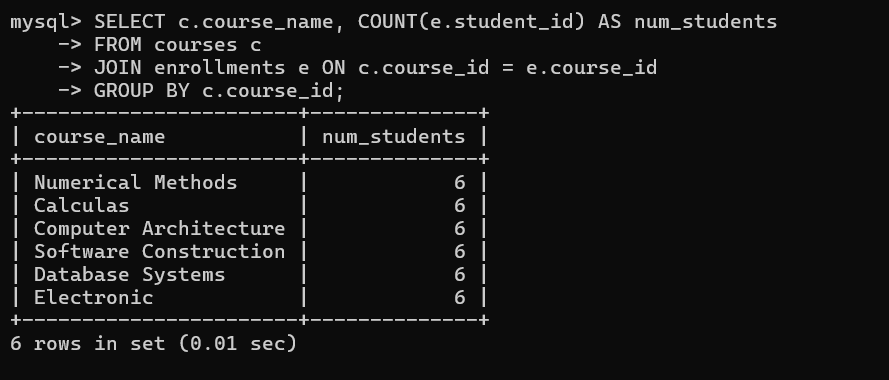 mysql> SELECT c.course_name, COUNT(e.student_id) AS num_students
    -> FROM courses c
    -> JOIN enrollments e ON c.course_id = e.course_id
    -> GROUP BY c.course_id;
+-----------------------+--------------+
| course_name           | num_students |
+-----------------------+--------------+
| Numerical Methods     |            6 |
| Calculas              |            6 |
| Computer Architecture |            6 |
| Software Construction |            6 |
| Database Systems      |            6 |
| Electronic            |            6 |
+-----------------------+--------------+
6 rows in set (0.01 sec)